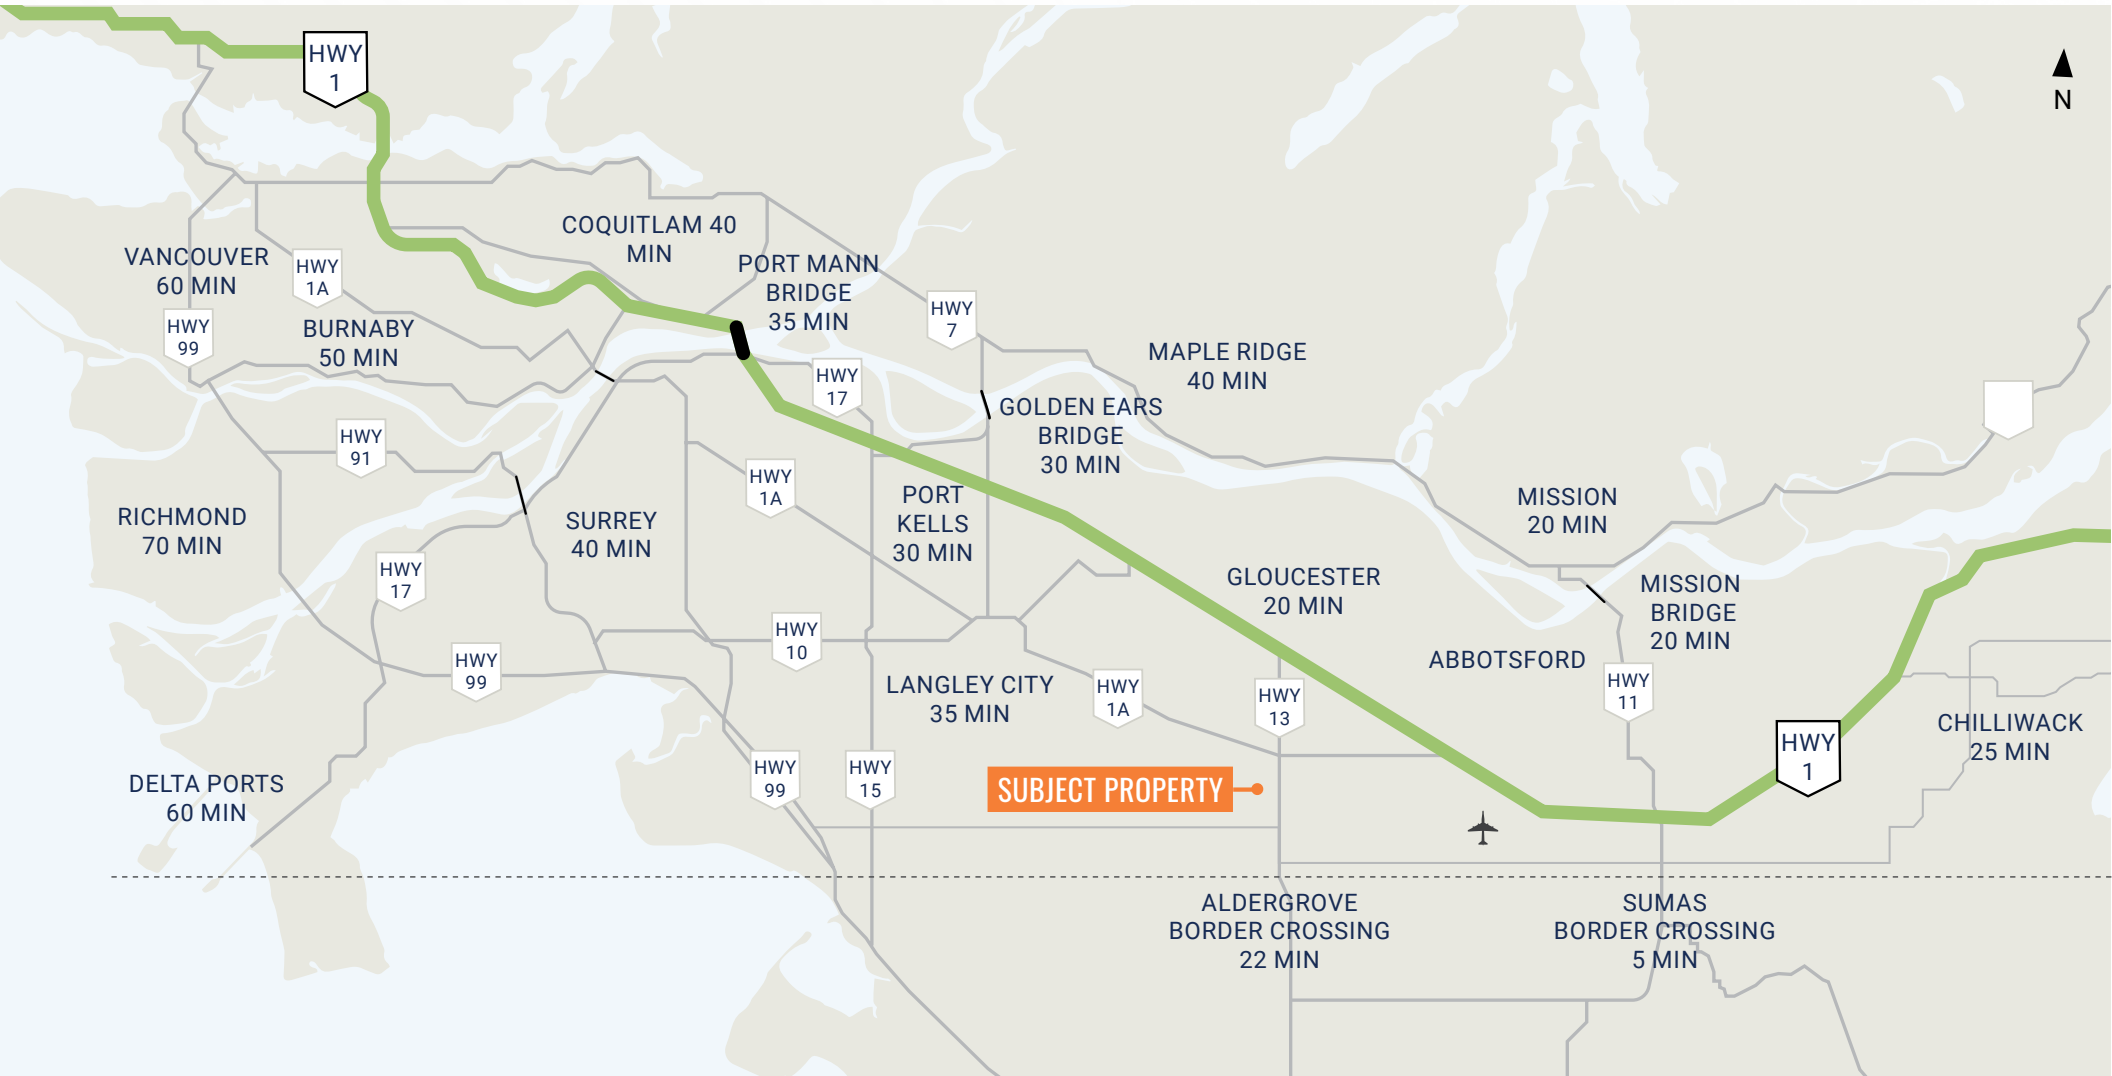 HWY
1
N
COQUITLAM 40
MIN
VANCOUVER
60 MIN
HWY
1A
PORT MANN
BRIDGE
35 MIN
HWY
99
BURNABY
50 MIN
HWY
7
HWY
17
MAPLE RIDGE
40 MIN
GOLDEN EARS
BRIDGE
30 MIN
HWY
91
HWY
1A
PORT
KELLS
30 MIN
MISSION
20 MIN
RICHMOND
70 MIN
SURREY
40 MIN
HWY
17
GLOUCESTER
20 MIN
MISSION
BRIDGE
20 MIN
HWY
10
HWY
99
ABBOTSFORD
HWY
11
LANGLEY CITY
35 MIN
HWY
1A
HWY
13
CHILLIWACK
25 MIN
HWY
1
DELTA PORTS
60 MIN
HWY
99
HWY
15
SUBJECT PROPERTY
ALDERGROVE
BORDER CROSSING
22 MIN
SUMAS
BORDER CROSSING
5 MIN